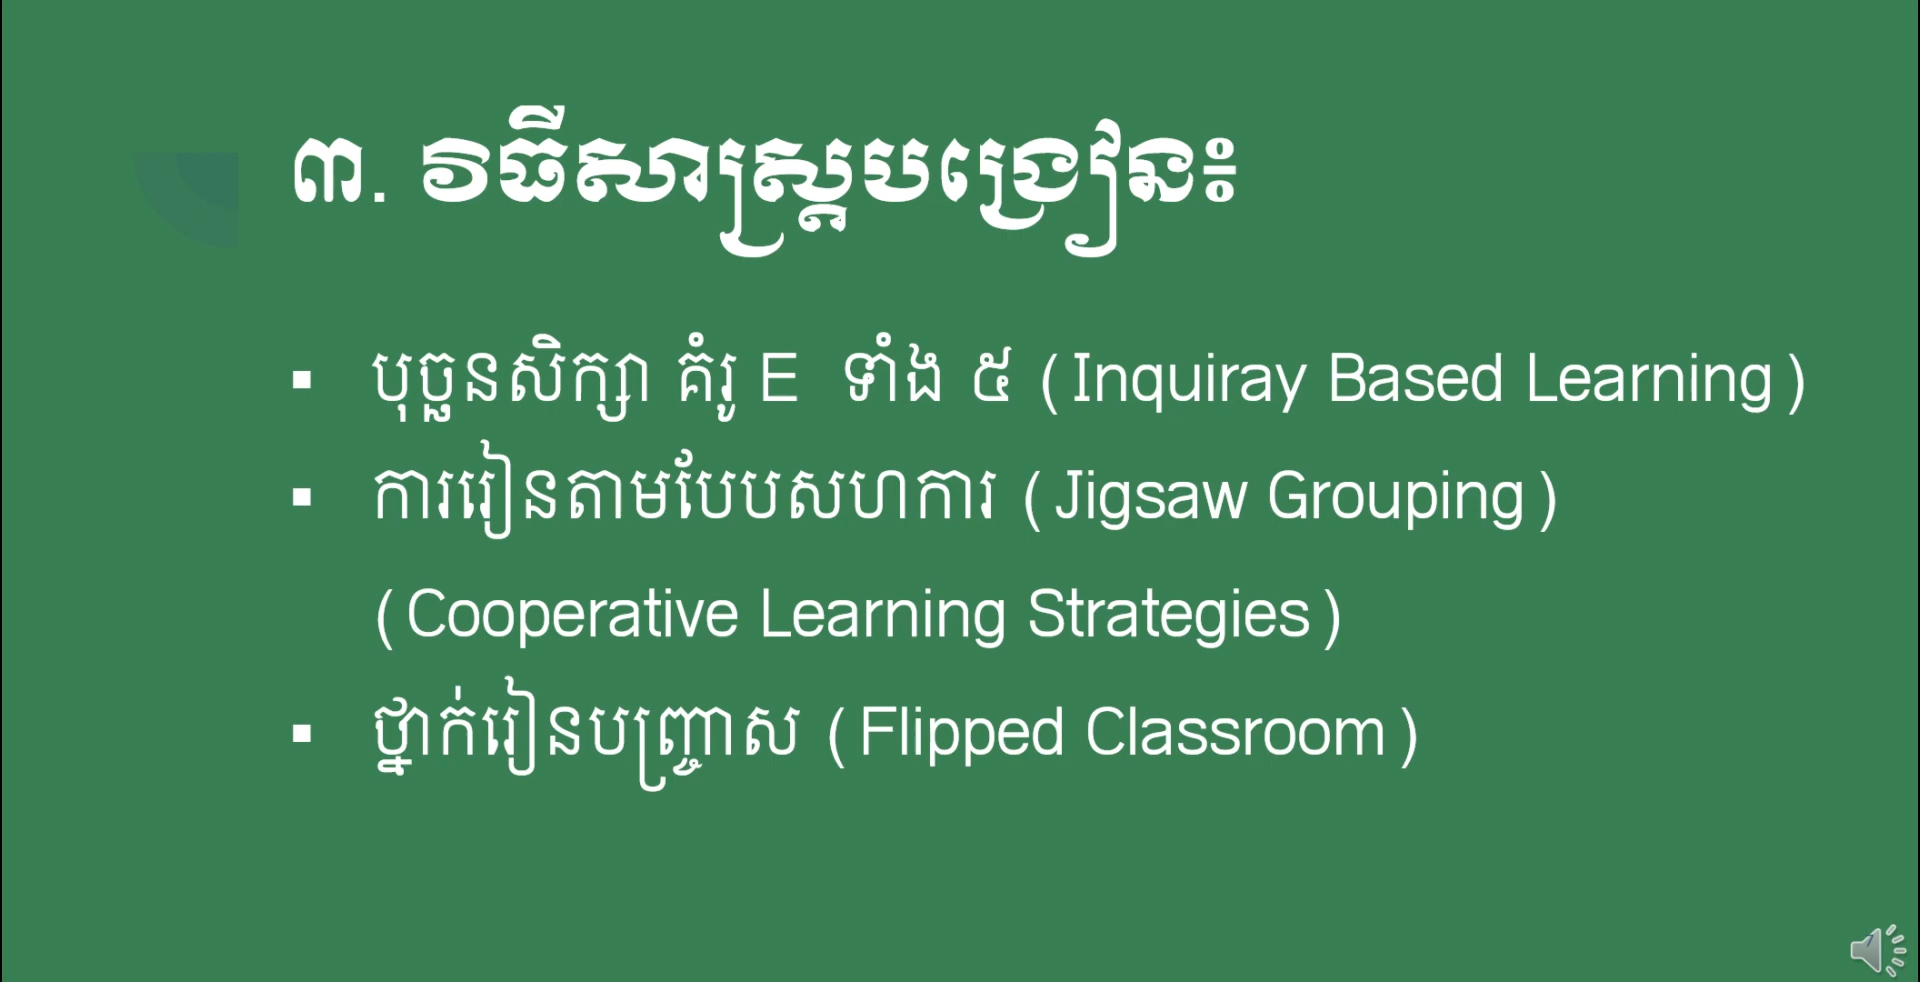 ៣. វិធីសាស្រ្តបង្រៀន៖
▪ បុច្ឆនសិក្សា គំរូ E ទាំង ៥ (Inquiray Based Learning)
▪ ការរៀនតាមបែបសហការ (Jigsaw Grouping)
(Cooperative Learning Strategies)
▪ ថ្នាក់រៀនបញ្ច្រាស (Flipped Classroom)
7